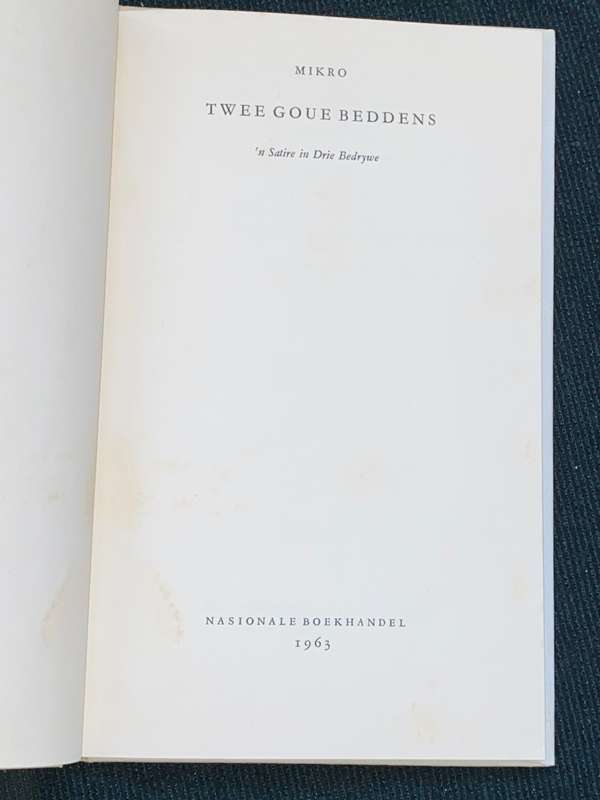 MIKRO
TWEE GOUE BEDDENS
'n Satire in Drie Bedrywe
NASIONALE BOEKHANDEL
1963